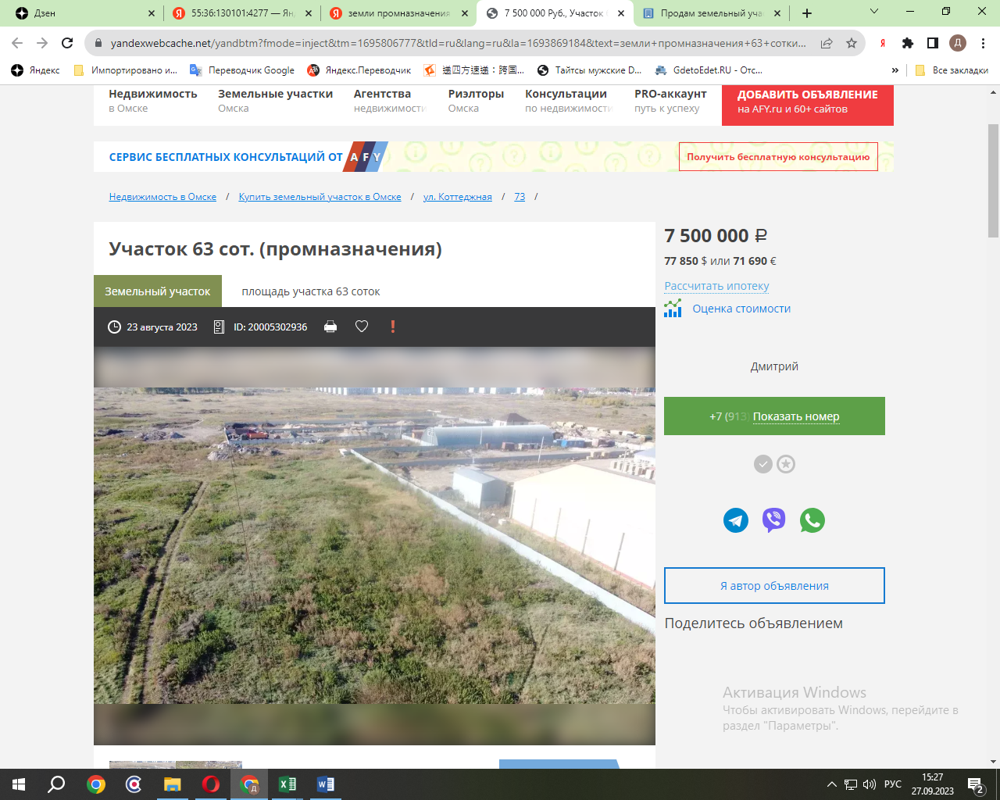 Дзен
55:36:130101:4277 — Ян
земли промназначения
7 500 000 Руб., Участок
Продам земельный уча
yandexwebcache.net/yandbtm?fmode=inject&tm=1695806777&tld=ru&lang=ru&la=1693869184&text=земли+промназначения+63+сотки...
Яндекс
Импортировано и...
Переводчик Google
Яндекс.Переводчик
递四方速递：跨国...
Тайтсы мужские D...
GdetoEdet.RU - Отс...
»
Все закладки
Недвижимость
в Омске
Земельные участки
Омска
Агентства
недвижимости
Риэлторы
Омска
Консультации
по недвижимости
PRO-аккаунт
путь к успеху
ДОБАВИТЬ ОБЪЯВЛЕНИЕ
на AFY.ru и 60+ сайтов
СЕРВИС БЕСПЛАТНЫХ КОНСУЛЬТАЦИЙ ОТ AFY
Получить бесплатную консультацию
Недвижимость в Омске / Купить земельный участок в Омске / ул. Коттеджная / 73 /
Участок 63 сот. (промназначения)
Земельный участок
площадь участка 63 соток
23 августа 2023
ID: 20005302936
7 500 000 ₽
77 850 $ или 71 690 €
Рассчитать ипотеку
Оценка стоимости
Дмитрий
+7 (913) Показать номер
Я автор объявления
Поделитесь объявлением
Активация Windows
Чтобы активировать Windows, перейдите в
раздел "Параметры".
РУС
15:27
27.09.2023
2